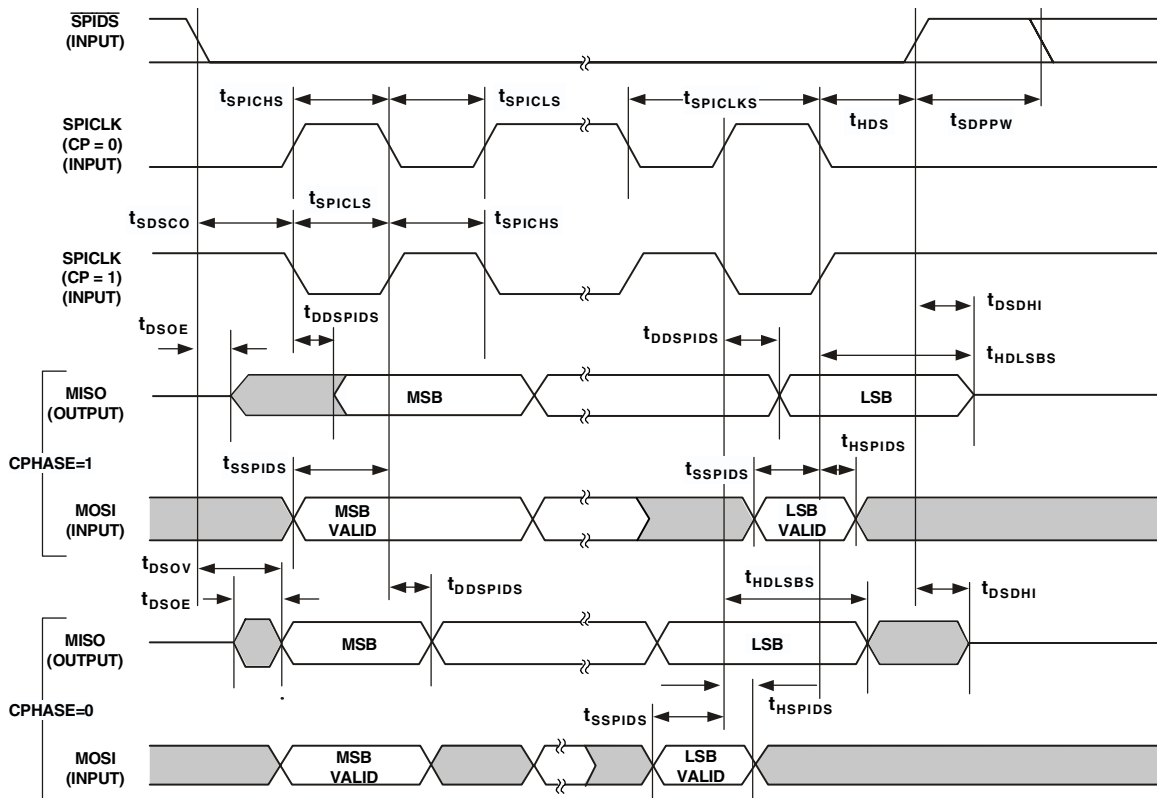 SPIDS
(INPUT)
tSPICHS
tSPICLS
tSPICLKS
tHDS
tSDPPW
SPICLK
(CP = 0)
(INPUT)
tSDSCO
tSPICLS
tSPICHS
SPICLK
(CP = 1)
(INPUT)
tDSOE
tDDSPIDS
tDDSPIDS
tDSDHI
tHDLSBS
MISO
(OUTPUT)
MSB
LSB
CPHASE=1
tSSPIDS
tSSPIDS
tHSPIDS
MOSI
(INPUT)
MSB
VALID
LSB
VALID
tDSOV
tDSOE
tDDSPIDS
tHDLSBS
tDSDHI
MISO
(OUTPUT)
MSB
LSB
CPHASE=0
tSSPIDS
tHSPIDS
MOSI
(INPUT)
MSB
VALID
LSB
VALID